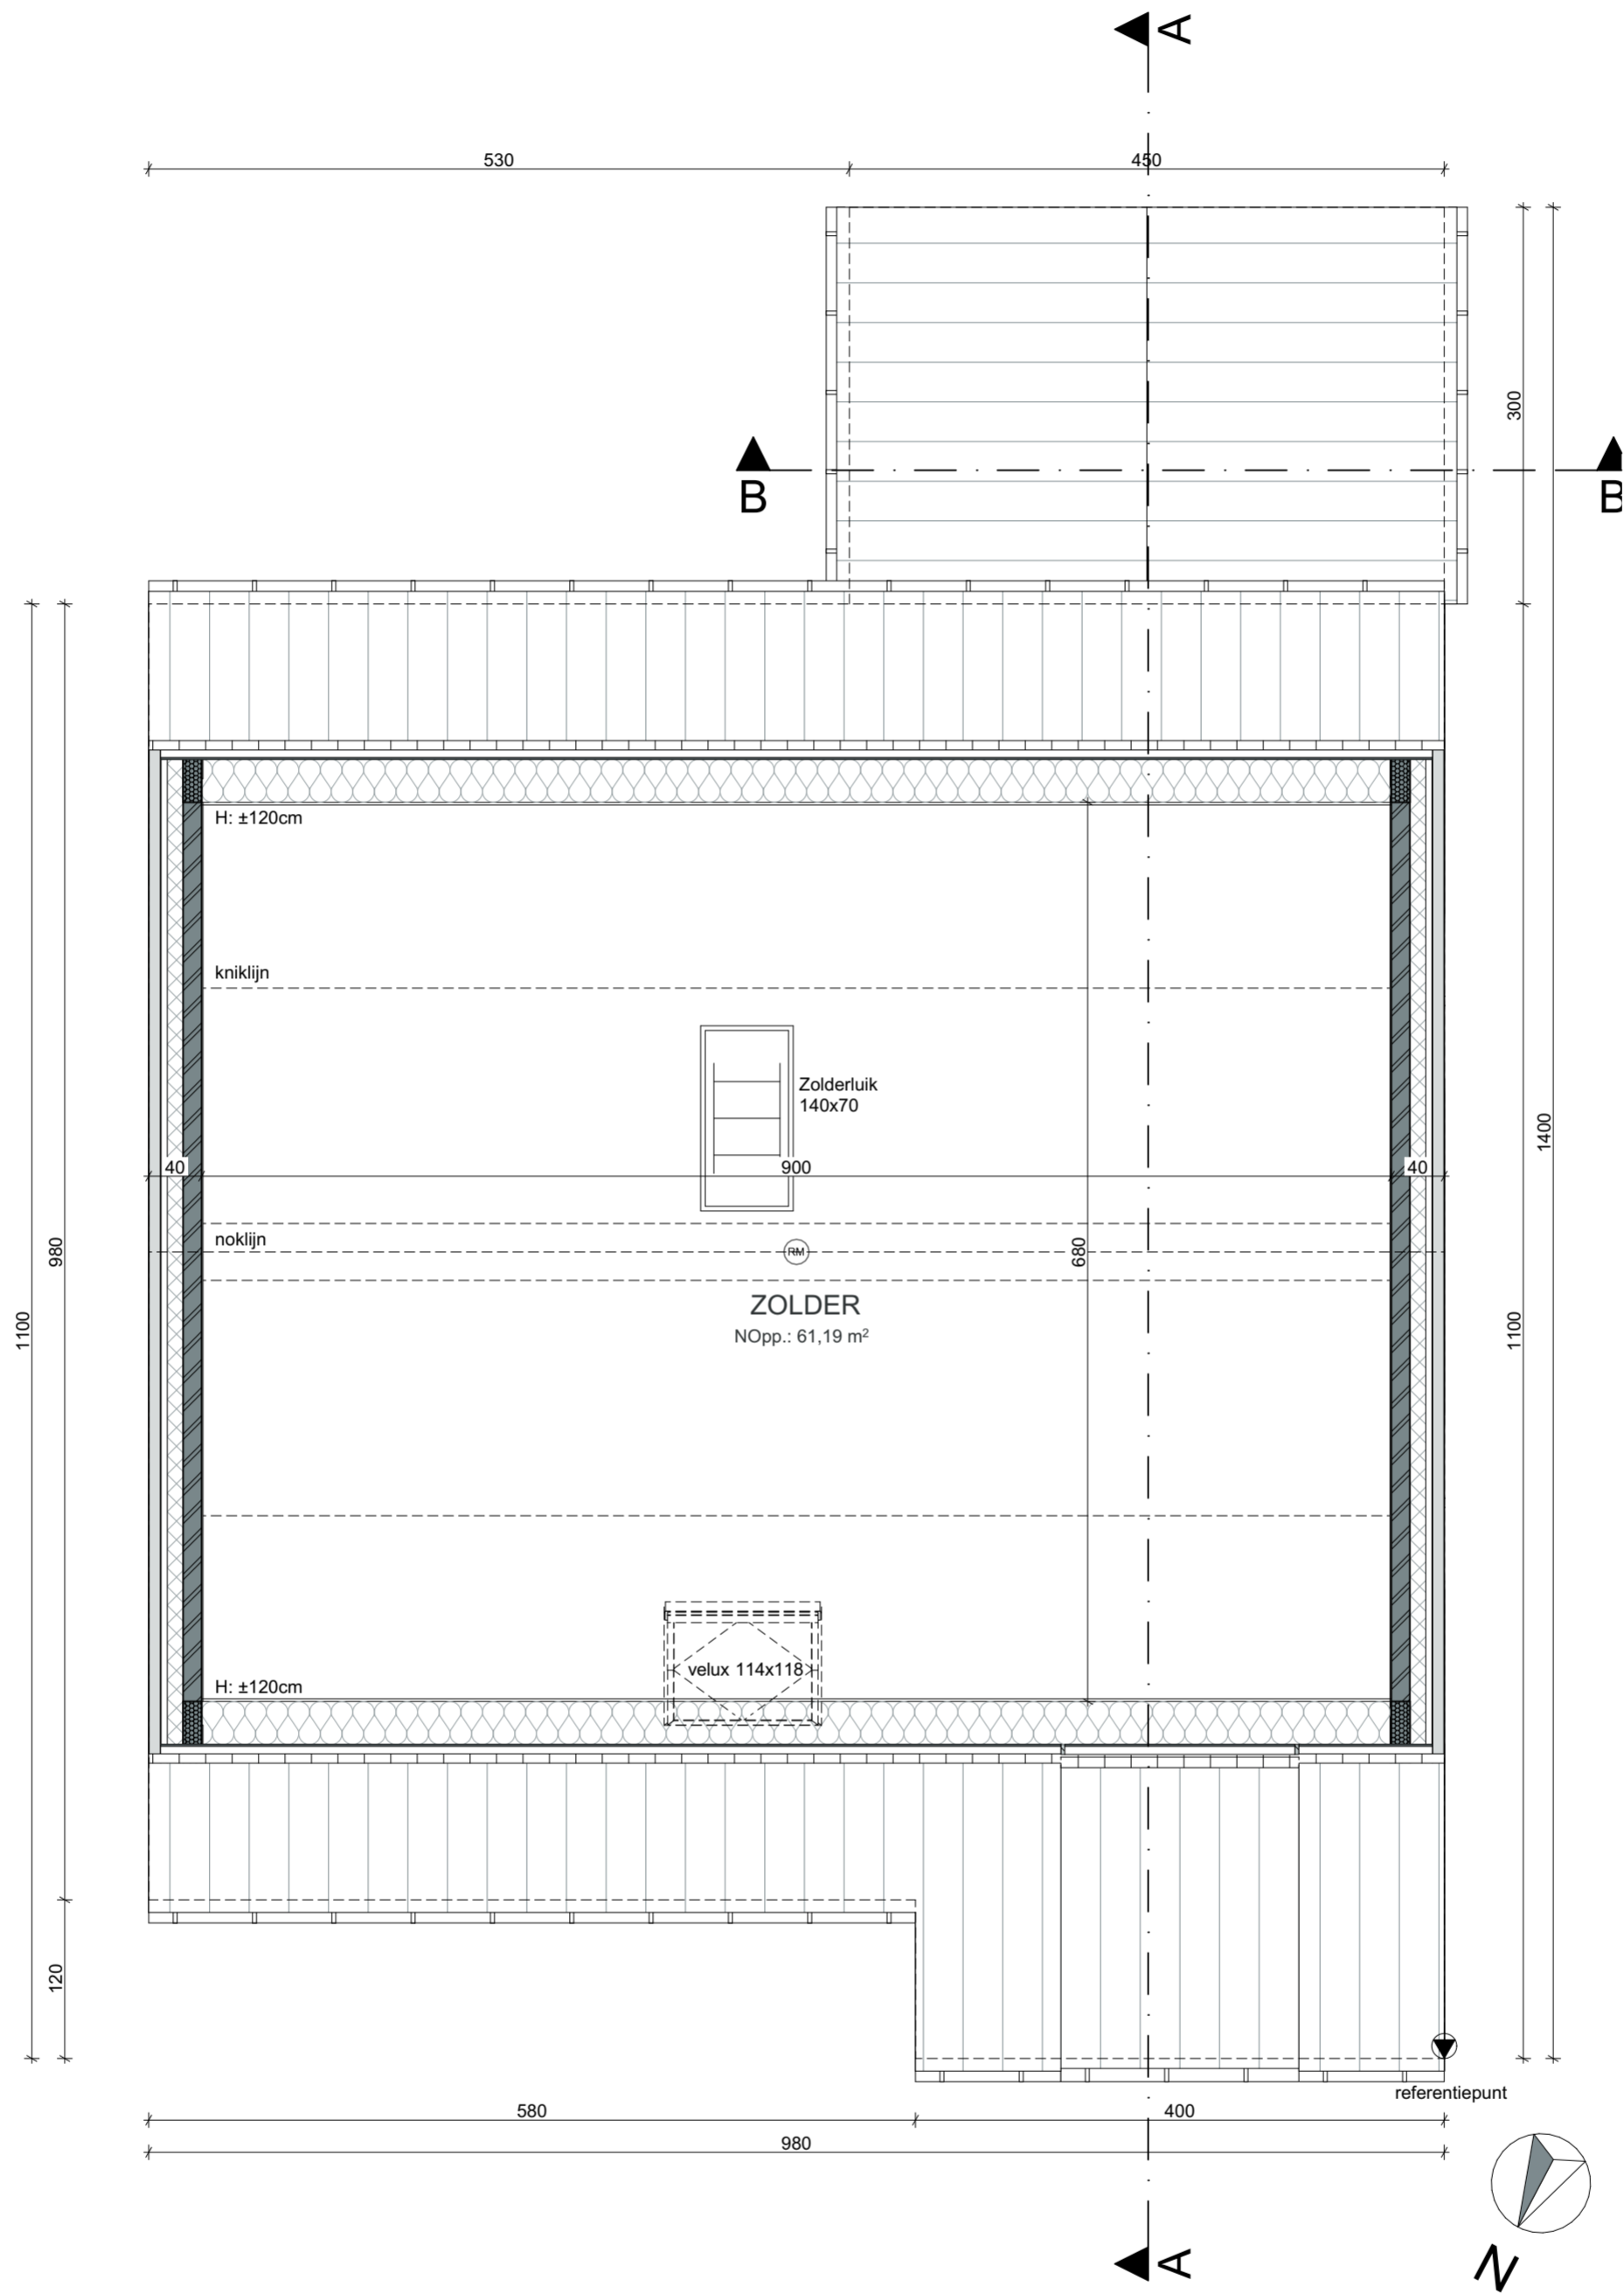 A
530
450
300
B
B
H: ±120cm
kniklijn
Zolderluik
140x70
1400
40
900
40
noklijn
RM
980
680
ZOLDER
NOpp.: 61,19 m²
1100
1100
velux 114x118
H: ±120cm
120
referentiepunt
580
400
980
A
N